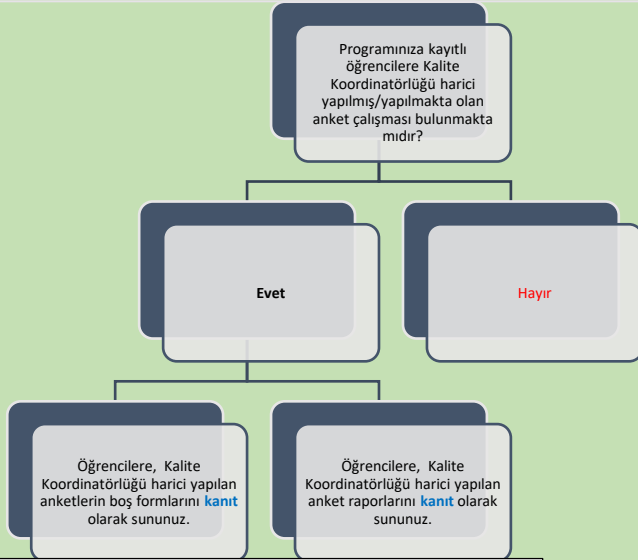 Programınıza kayıtlı
öğrencilere Kalite
Koordinatörlüğü harici
yapılmış/yapılmakta olan
anket çalışması bulunmakta
mıdır?
Evet
Hayır
Öğrencilere, Kalite
Koordinatörlüğü harici yapılan
anketlerin boş formlarını kanıt
olarak sununuz.
Öğrencilere, Kalite
Koordinatörlüğü harici yapılan
anket raporlarını kanıt olarak
sununuz.